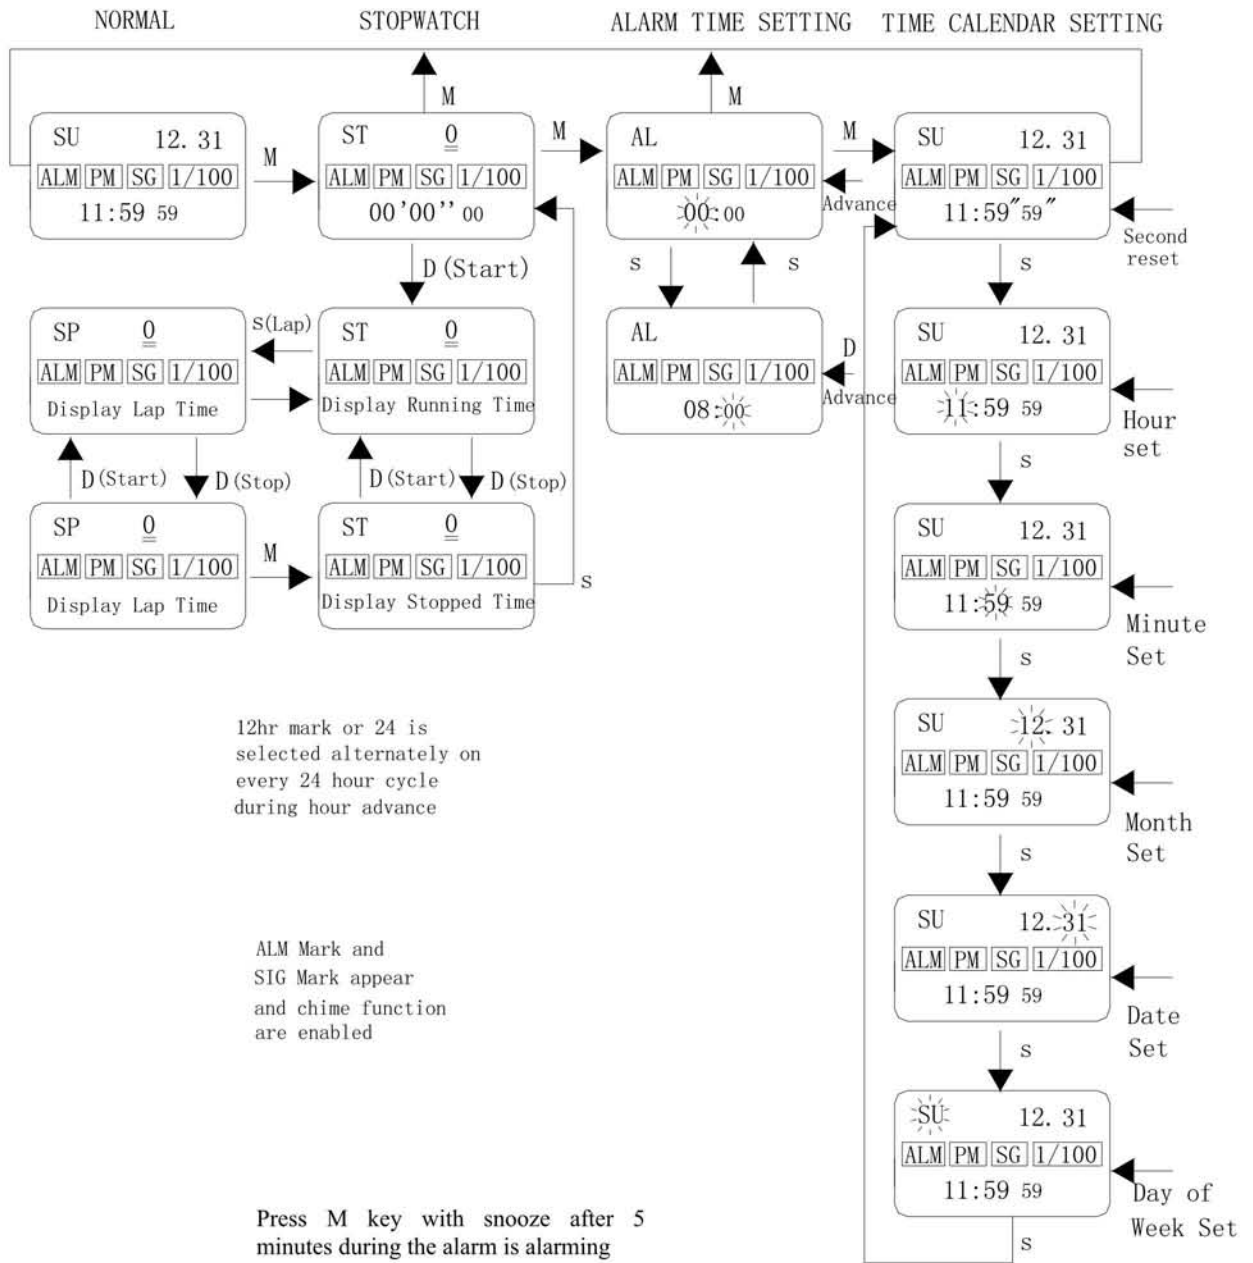 NORMAL
STOPWATCH
ALARM TIME SETTING
TIME CALENDAR SETTING
M
M
SU 12. 31
ALM PM SG 1/100
11:59 59
M
ST 0
ALM PM SG 1/100
00'00''00
M
AL
ALM PM SG 1/100
00:00
M
Advance
SU 12. 31
ALM PM SG 1/100
11:59"59"
Second
reset
D(Start)
s
s
s
SP 0
ALM PM SG 1/100
Display Lap Time
s(Lap)
ST 0
ALM PM SG 1/100
Display Running Time
AL
ALM PM SG 1/100
08:00
D
Advance
SU 12. 31
ALM PM SG 1/100
11:59 59
Hour
set
D(Start)
D(Stop)
D(Start)
D(Stop)
s
SP 0
ALM PM SG 1/100
Display Lap Time
M
ST 0
ALM PM SG 1/100
Display Stopped Time
s
SU 12. 31
ALM PM SG 1/100
11:59 59
Minute
Set
s
12hr mark or 24 is
selected alternately on
every 24 hour cycle
during hour advance
SU 12. 31
ALM PM SG 1/100
11:59 59
Month
Set
s
ALM Mark and
SIG Mark appear
and chime function
are enabled
SU 12. 31
ALM PM SG 1/100
11:59 59
Date
Set
s
SU 12. 31
ALM PM SG 1/100
11:59 59
Day of
Week Set
s
Press M key with snooze after 5
minutes during the alarm is alarming